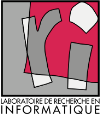 LABORATOIRE DE RECHERCHE EN
INFORMATIQUE